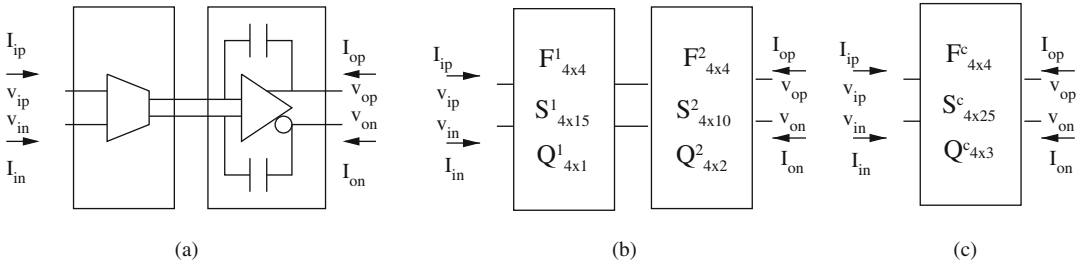 I_ip
v_ip
v_in
I_in
I_op
v_op
v_on
I_on
(a)
I_ip
v_ip
v_in
I_in
F^1_4x4
S^1_4x15
Q^1_4x1
F^2_4x4
S^2_4x10
Q^2_4x2
I_op
v_op
v_on
I_on
(b)
I_ip
v_ip
v_in
I_in
F^c_4x4
S^c_4x25
Q^c_4x3
I_op
v_op
v_on
I_on
(c)